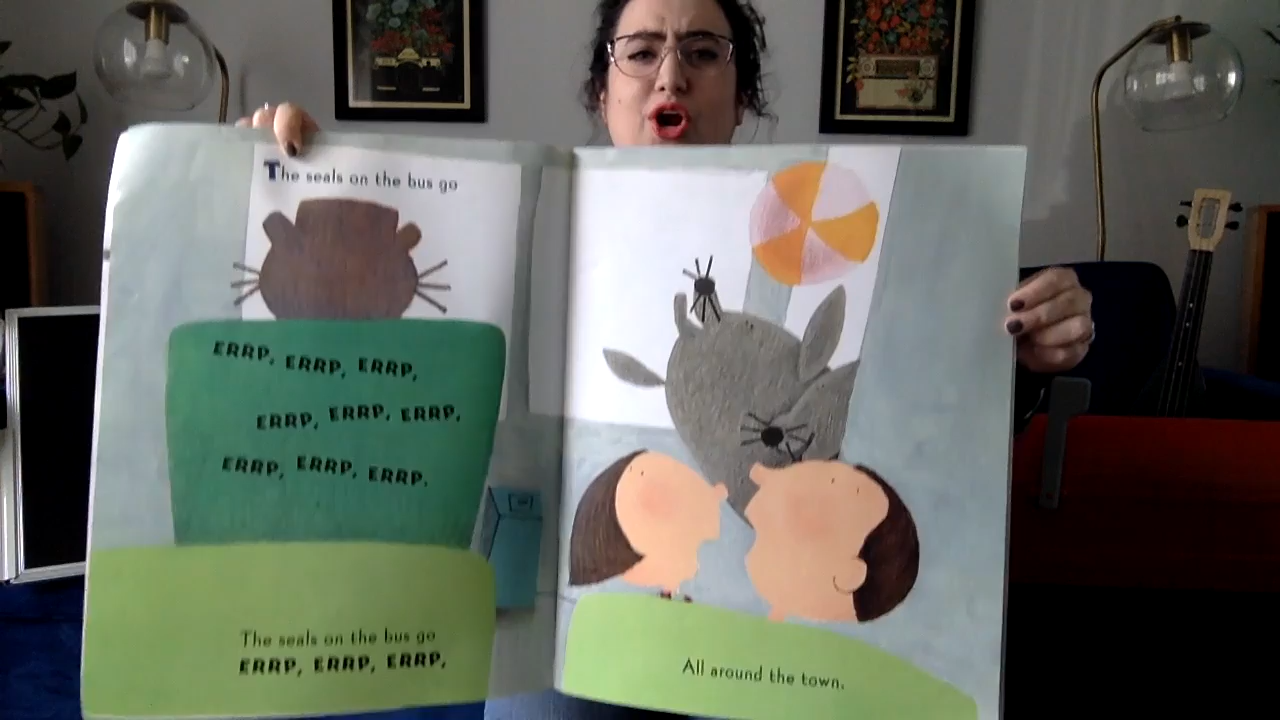 The seals on the bus go
ERRP, ERRP, ERRP,
ERRP, ERRP, ERRP,
ERRP, ERRP, ERRP.
The seals on the bus go
ERRP, ERRP, ERRP,
All around the town.